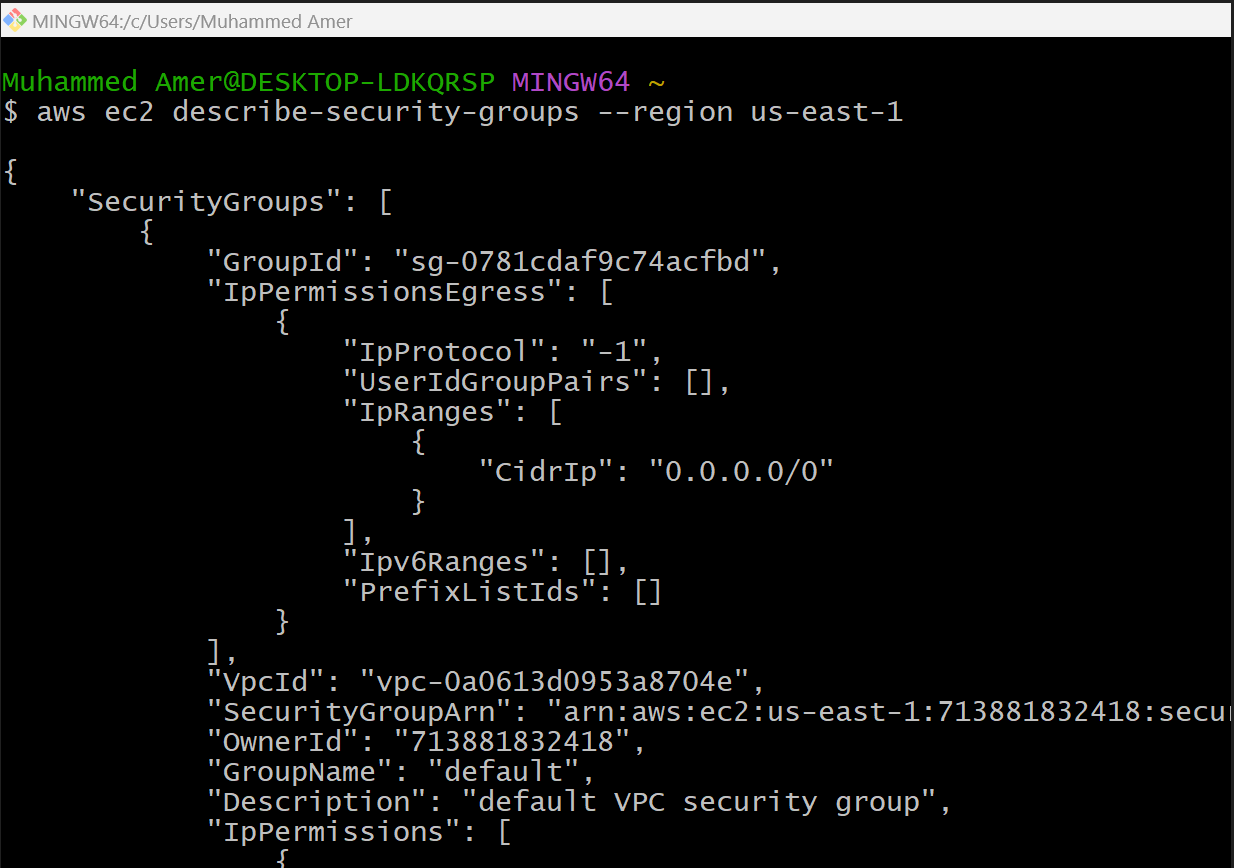 MINGW64:/c/Users/Muhammed Amer
Muhammed Amer@DESKTOP-LDKQRSP MINGW64 ~
$ aws ec2 describe-security-groups --region us-east-1
{
    "SecurityGroups": [
        {
            "GroupId": "sg-0781cdaf9c74acfbd",
            "IpPermissionsEgress": [
                {
                    "IpProtocol": "-1",
                    "UserIdGroupPairs": [],
                    "IpRanges": [
                        {
                            "CidrIp": "0.0.0.0/0"
                        }
                    ],
                    "Ipv6Ranges": [],
                    "PrefixListIds": []
                }
            ],
            "VpcId": "vpc-0a0613d0953a8704e",
            "SecurityGroupArn": "arn:aws:ec2:us-east-1:713881832418:secu
            "OwnerId": "713881832418",
            "GroupName": "default",
            "Description": "default VPC security group",
            "IpPermissions": [
                {